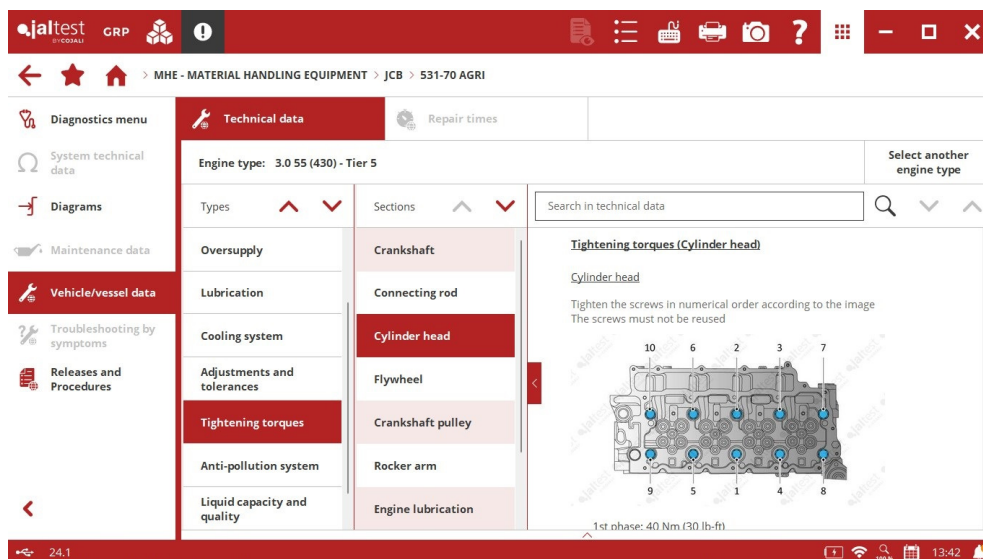 jaltest GRP
BY COJALI
> MHE - MATERIAL HANDLING EQUIPMENT > JCB > 531-70 AGRI
Diagnostics menu
System technical
data
Diagrams
Maintenance data
Vehicle/vessel data
Troubleshooting by
symptoms
Releases and
Procedures
Technical data
Repair times
Engine type: 3.0 55 (430) - Tier 5
Select another
engine type
Types
Oversupply
Lubrication
Cooling system
Adjustments and
tolerances
Tightening torques
Anti-pollution system
Liquid capacity and
quality
Sections
Crankshaft
Connecting rod
Cylinder head
Flywheel
Crankshaft pulley
Rocker arm
Engine lubrication
Search in technical data
Tightening torques (Cylinder head)
Cylinder head
Tighten the screws in numerical order according to the image
The screws must not be reused
10 6 2 3 7
9 5 1 4 8
1st phase: 40 Nm (30 lb-ft)
24.1
100 %
13:42